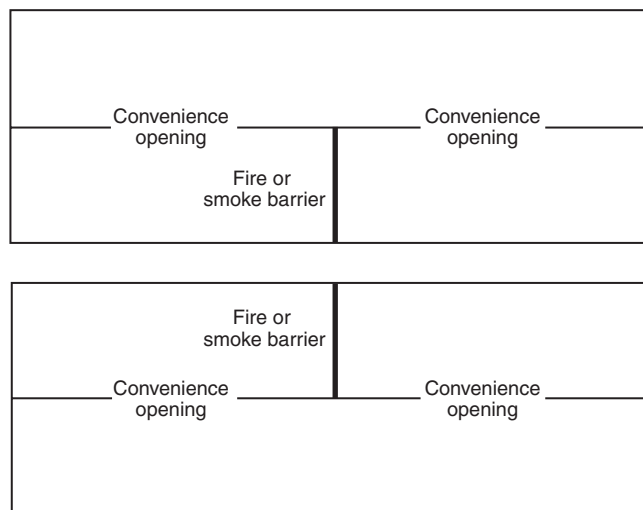 Convenience
opening
Convenience
opening
Fire or
smoke barrier
Fire or
smoke barrier
Convenience
opening
Convenience
opening